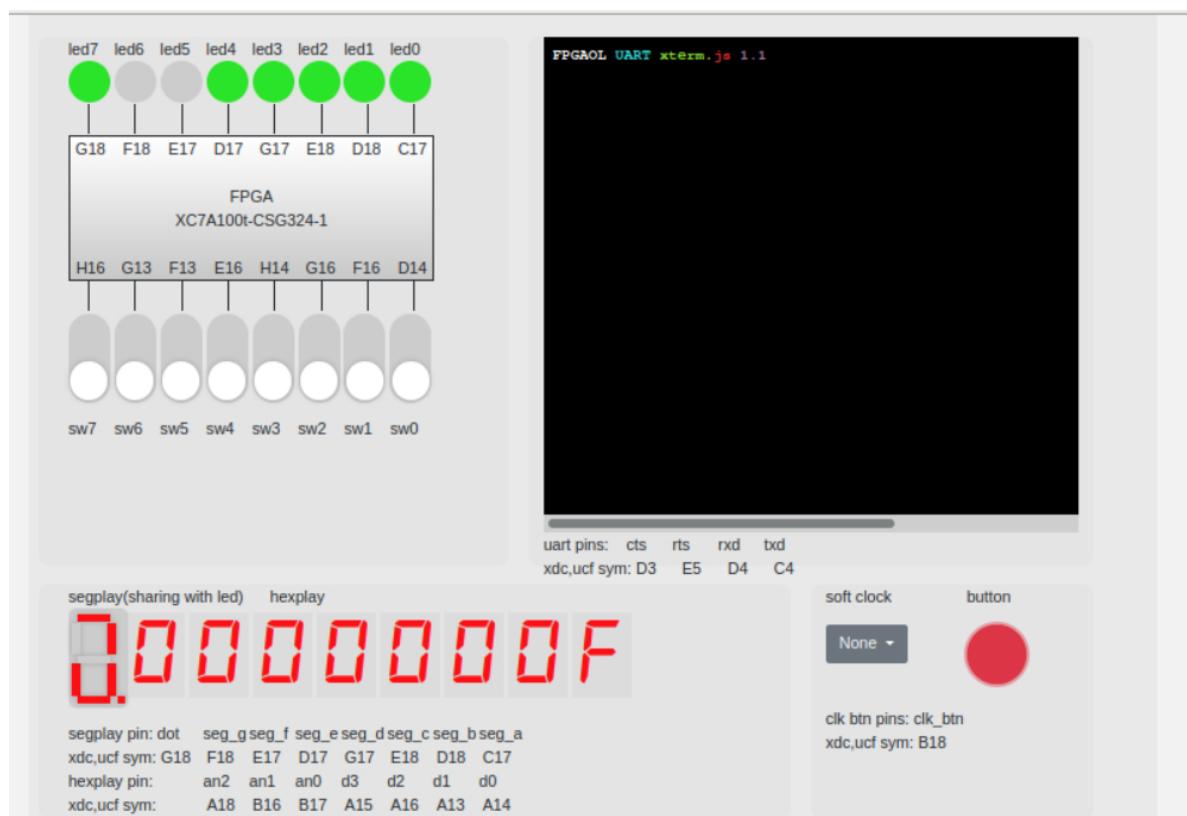 led7 led6 led5 led4 led3 led2 led1 led0
G18 F18 E17 D17 G17 E18 D18 C17
FPGA
XC7A100t-CSG324-1
H16 G13 F13 E16 H14 G16 F16 D14
sw7 sw6 sw5 sw4 sw3 sw2 sw1 sw0
FPGAOL UART xterm.js 1.1
uart pins: cts rts rxd txd
xdc,ucf sym: D3 E5 D4 C4
segplay(sharing with led) hexplay
0000000F
segplay pin: dot seg_g seg_f seg_e seg_d seg_c seg_b seg_a
xdc,ucf sym: G18 F18 E17 D17 G17 E18 D18 C17
hexplay pin: an2 an1 an0 d3 d2 d1 d0
xdc,ucf sym: A18 B16 B17 A15 A16 A13 A14
soft clock button
None
clk btn pins: clk_btn
xdc,ucf sym: B18